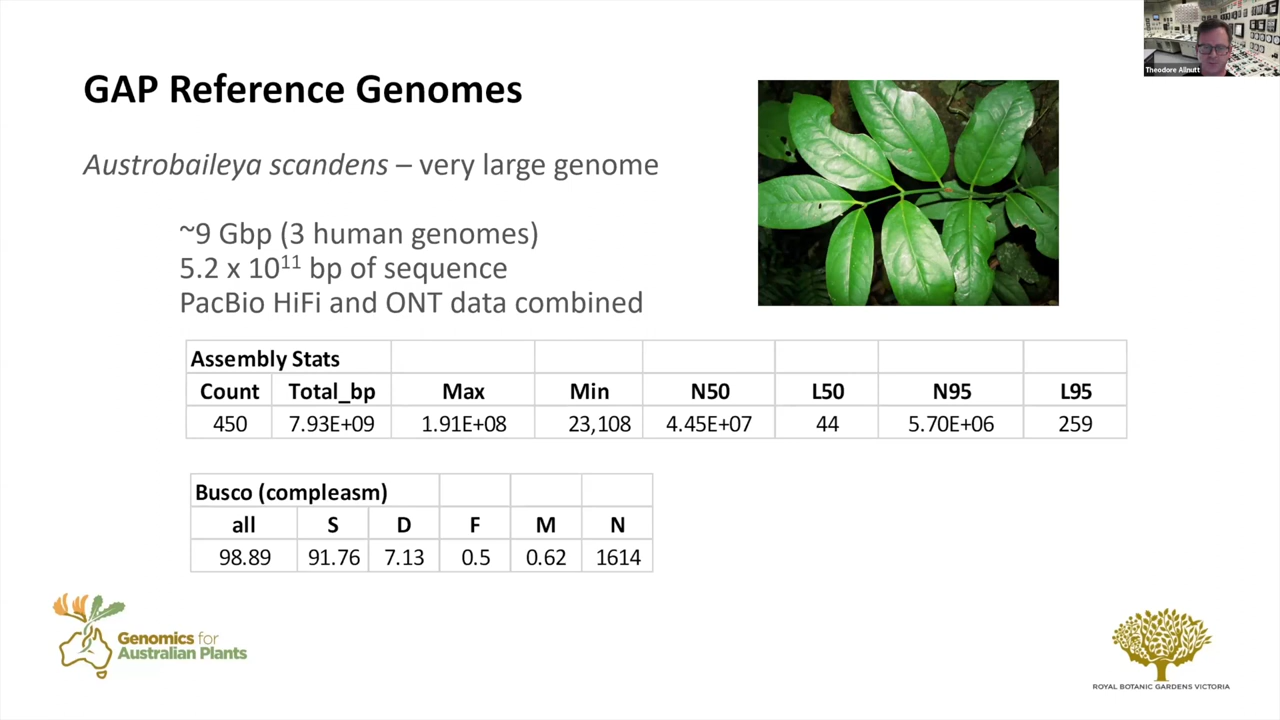 Theodore Allnutt
GAP Reference Genomes
Austrobaileya scandens – very large genome
~9 Gbp (3 human genomes)
5.2 x 10¹¹ bp of sequence
PacBio HiFi and ONT data combined
Assembly Stats
Count Total_bp Max Min N50 L50 N95 L95
450 7.93E+09 1.91E+08 23,108 4.45E+07 44 5.70E+06 259
Busco (compleasm)
all S D F M N
98.89 91.76 7.13 0.5 0.62 1614
Genomics for
Australian Plants
ROYAL BOTANIC GARDENS VICTORIA